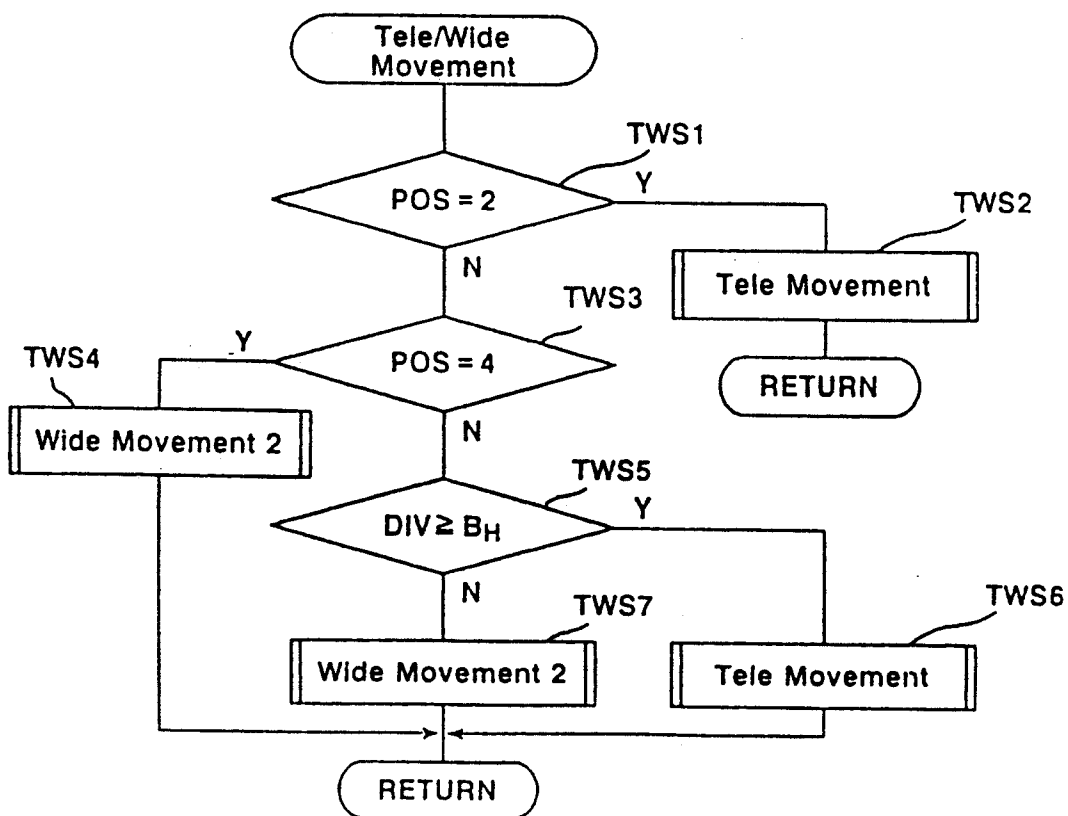 Tele/Wide
Movement
TWS1
POS = 2
Y
TWS2
N
Tele Movement
TWS3
Y
TWS4
POS = 4
RETURN
Wide Movement 2
N
TWS5
DIV ≥ BH
Y
N
TWS7
TWS6
Wide Movement 2
Tele Movement
RETURN